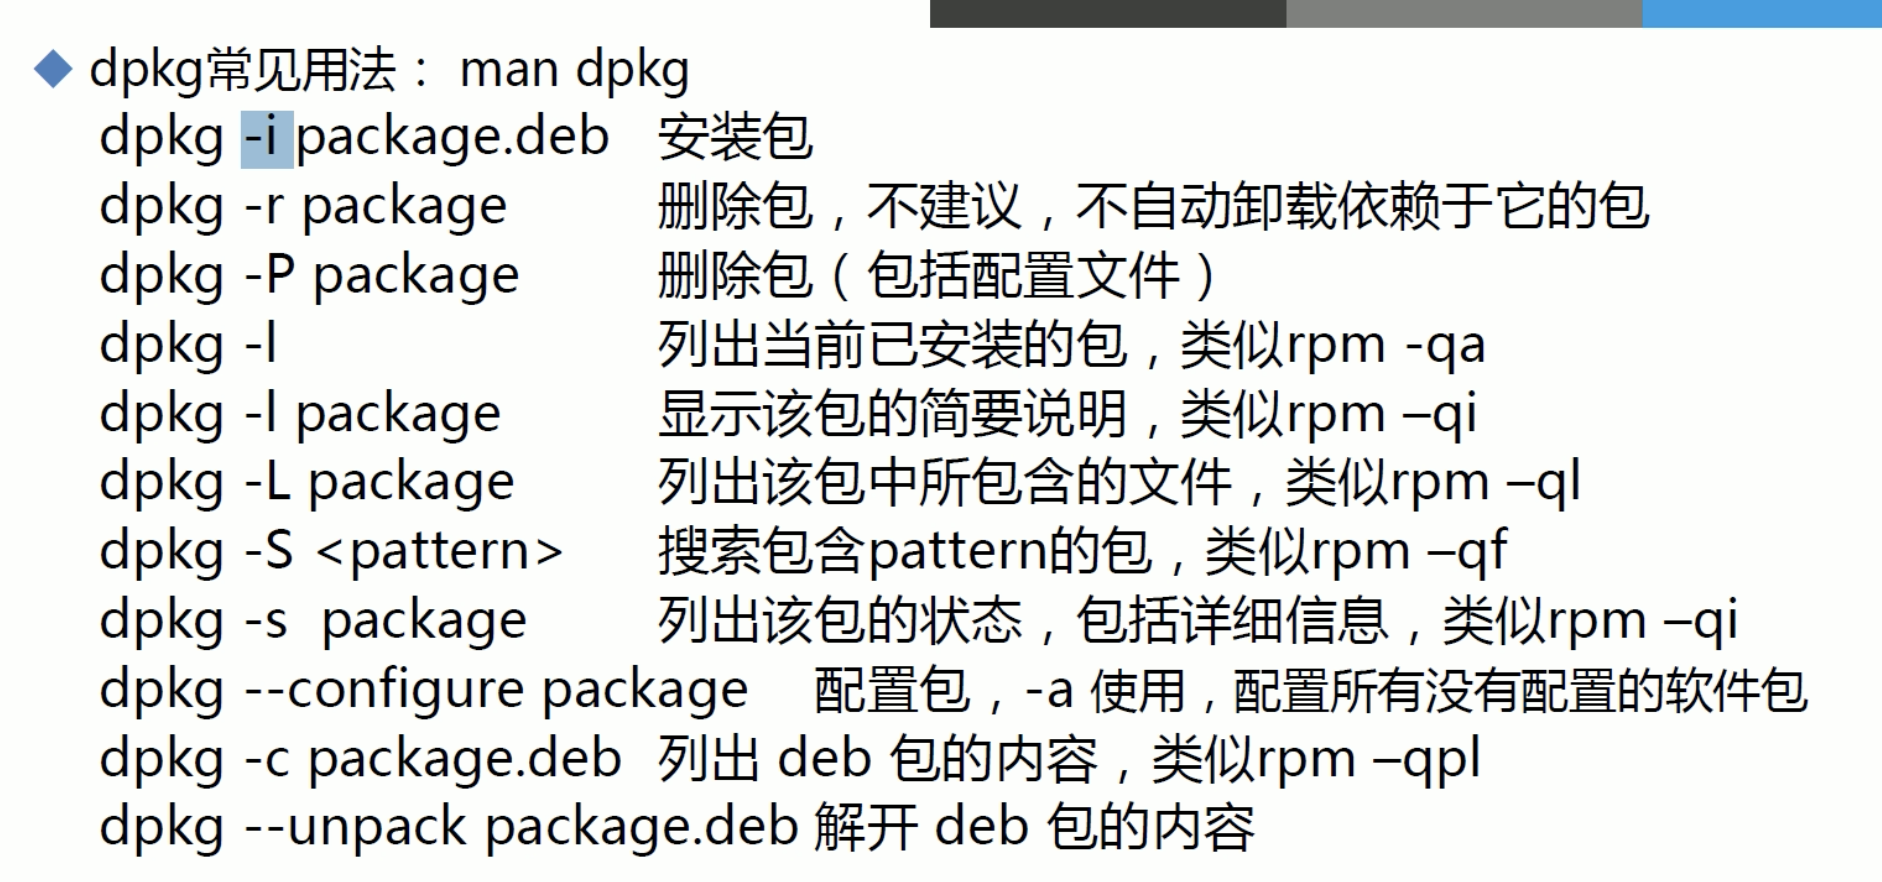 dpkg常见用法： man dpkg
dpkg -i package.deb 安装包
dpkg -r package 删除包，不建议，不自动卸载依赖于它的包
dpkg -P package 删除包（包括配置文件）
dpkg -l 列出当前已安装的包，类似rpm -qa
dpkg -l package 显示该包的简要说明，类似rpm –qi
dpkg -L package 列出该包中所包含的文件，类似rpm –ql
dpkg -S <pattern> 搜索包含pattern的包，类似rpm –qf
dpkg -s package 列出该包的状态，包括详细信息，类似rpm –qi
dpkg --configure package 配置包，-a 使用，配置所有没有配置的软件包
dpkg -c package.deb 列出 deb 包的内容，类似rpm –qpl
dpkg --unpack package.deb 解开 deb 包的内容